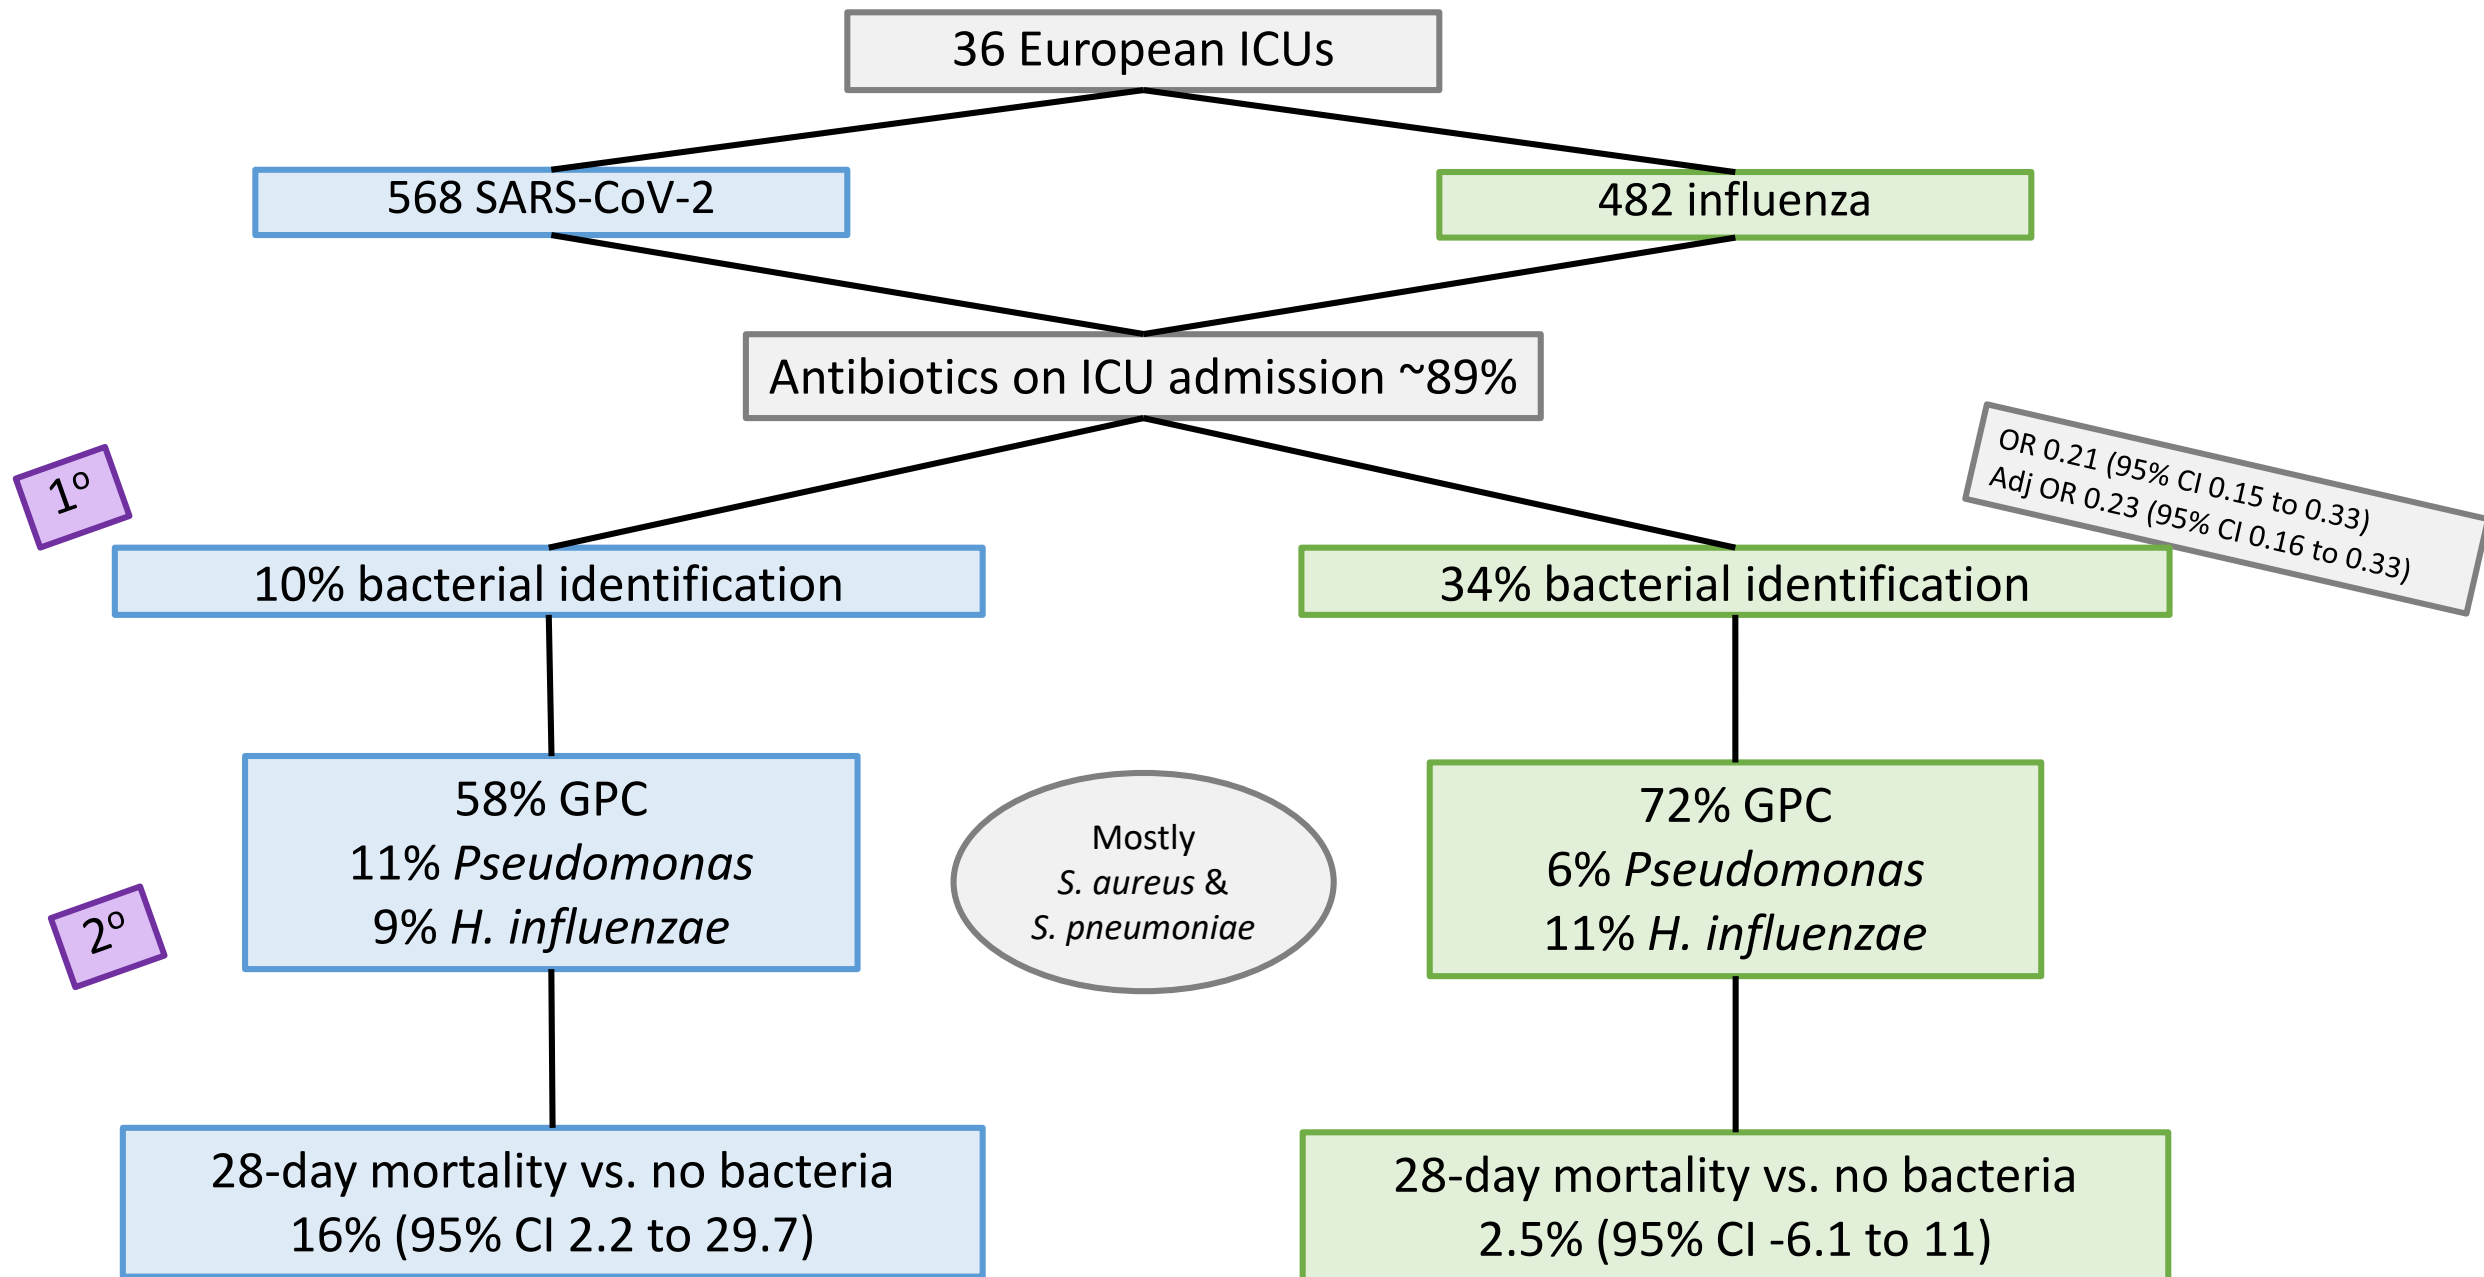 36 European ICUs
568 SARS-CoV-2
482 influenza
Antibiotics on ICU admission ~89%
1º
OR 0.21 (95% CI 0.15 to 0.33)
Adj OR 0.23 (95% CI 0.16 to 0.33)
10% bacterial identification
34% bacterial identification
58% GPC
11% Pseudomonas
9% H. influenzae
Mostly
S. aureus &
S. pneumoniae
72% GPC
6% Pseudomonas
11% H. influenzae
2º
28-day mortality vs. no bacteria
16% (95% CI 2.2 to 29.7)
28-day mortality vs. no bacteria
2.5% (95% CI -6.1 to 11)